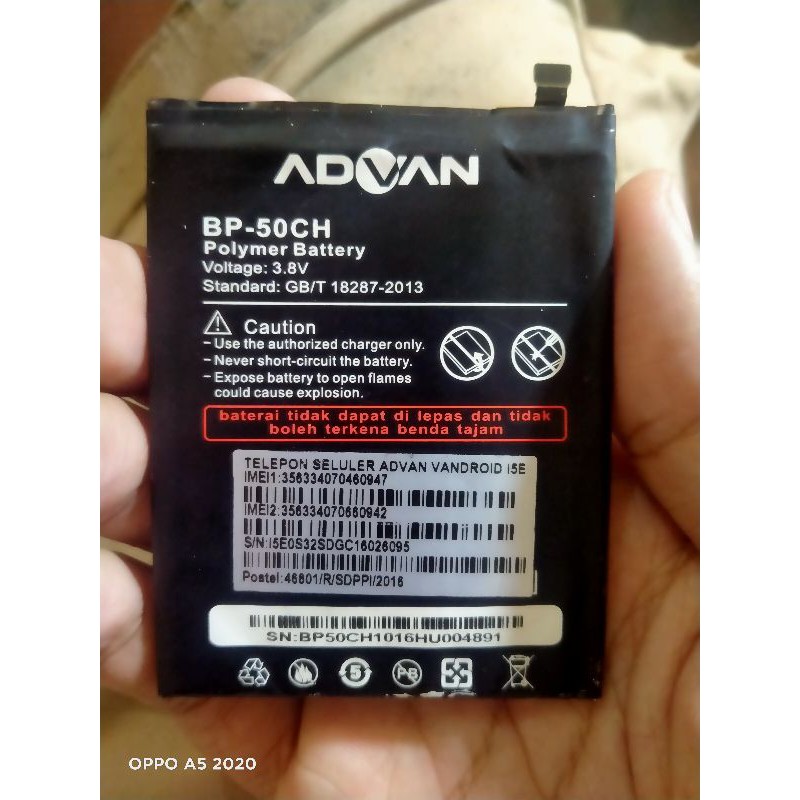 ADVAN
BP-50CH
Polymer Battery
Voltage: 3.8V
Standard: GB/T 18287-2013
Caution
- Use the authorized charger only.
- Never short-circuit the battery.
- Expose battery to open flames
could cause explosion.
baterai tidak dapat di lepas dan tidak
boleh terkena benda tajam
TELEPON SELULER ADVAN VANDROID I5E
IMEI1:356334070460947
IMEI2:356334070660942
S/N:I5E0S32SDGC16026095
Postel:46801/R/SDPPI/2016
SN:BP50CH1016HU004891
5
PB
OPPO A5 2020